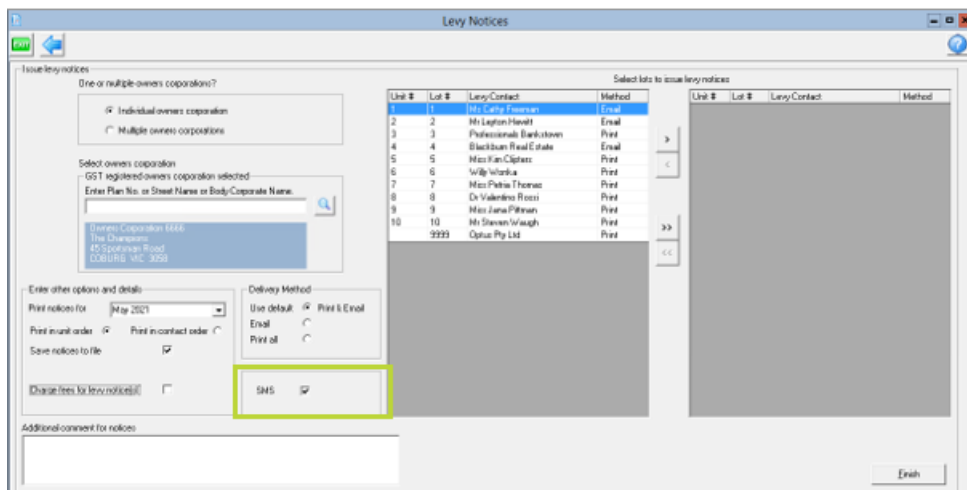 Levy Notices
EXIT
Issue levy notices
One or multiple owners corporations?
Individual owners corporation
Multiple owners corporations
Select owners corporation
GST registered owners corporation selected
Enter Plan No. or Street Name or Body Corporate Name.
Owners Corporation 6666
The Champions
45 Sportsman Road
COBURG VIC 3058
Enter other options and details
Print notices for May 2021
Print in unit order Print in contact order
Save notices to file
Charge fees for levy notice(s)
Delivery Method
Use default Print & Email
Email
Print all
SMS
Additional comment for notices
Select lots to issue levy notices
Unit # Lot # Levy Contact Method
1 1 Ms Cathy Freeman Email
2 2 Mr Leyton Hewitt Email
3 3 Professionals Bankstown Print
4 4 Blackburn Real Estate Email
5 5 Miss Kim Clijsters Print
6 6 Willy Wonka Print
7 7 Miss Petria Thomas Print
8 8 Dr Valentino Rossi Print
9 9 Miss Jana Pittman Print
10 10 Mr Steven Waugh Print
9999 Optus Pty Ltd Print
>
<
>>
<<
Unit # Lot # Levy Contact Method
Finish